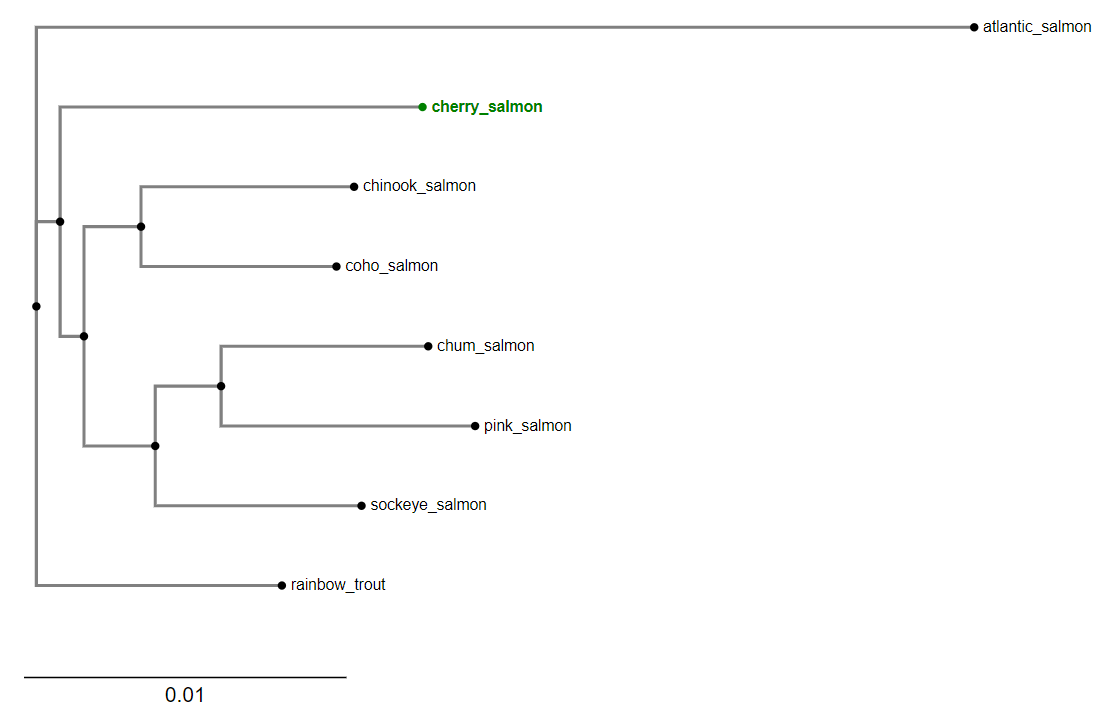 atlantic_salmon
cherry_salmon
chinook_salmon
coho_salmon
chum_salmon
pink_salmon
sockeye_salmon
rainbow_trout
0.01